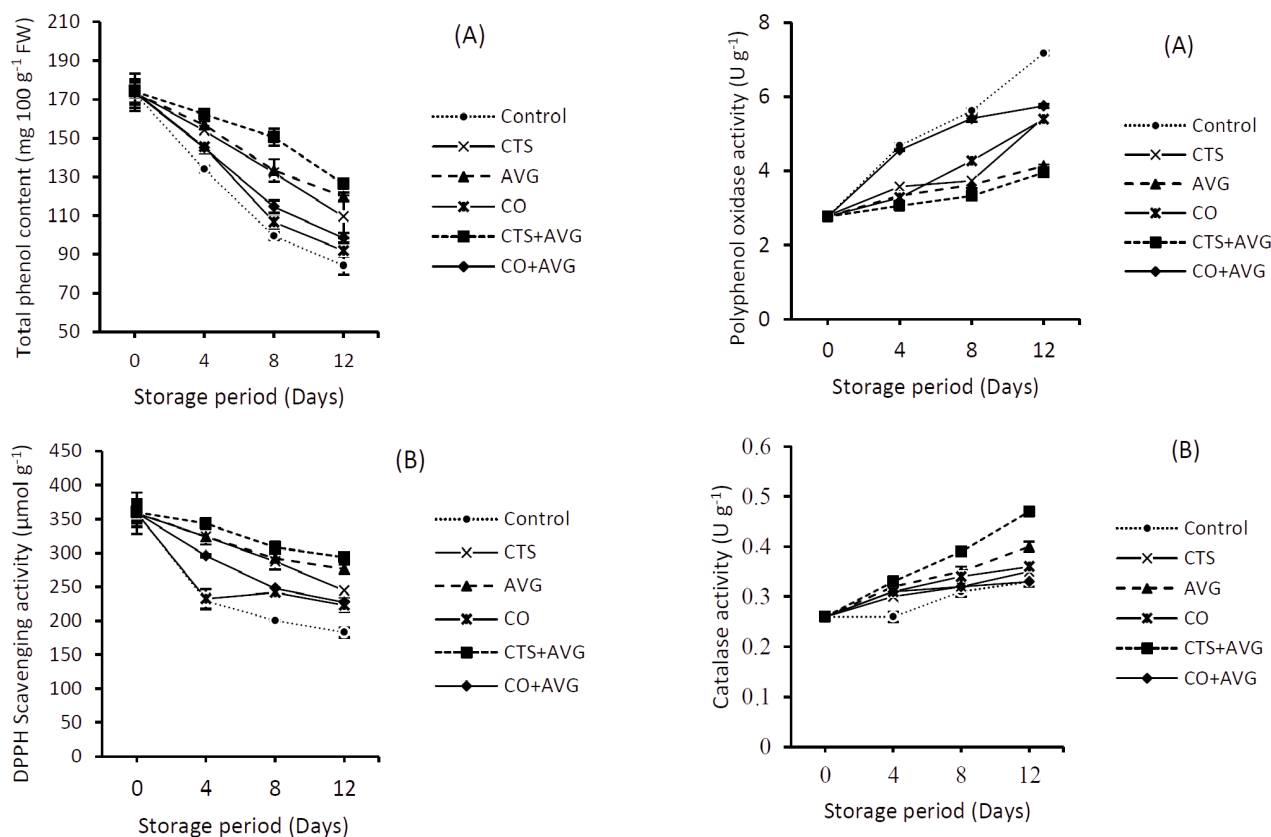 (A)
Total phenol content (mg 100 g⁻¹ FW)
210
190
170
150
130
110
90
70
50
0 4 8 12
Storage period (Days)
Control
CTS
AVG
CO
CTS+AVG
CO+AVG
(A)
Polyphenol oxidase activity (U g⁻¹)
8
6
4
2
0
0 4 8 12
Storage period (Days)
Control
CTS
AVG
CO
CTS+AVG
CO+AVG
(B)
DPPH Scavenging activity (µmol g⁻¹)
450
400
350
300
250
200
150
100
50
0
0 4 8 12
Storage period (Days)
Control
CTS
AVG
CO
CTS+AVG
CO+AVG
(B)
Catalase activity (U g⁻¹)
0.6
0.5
0.4
0.3
0.2
0.1
0
0 4 8 12
Storage period (Days)
Control
CTS
AVG
CO
CTS+AVG
CO+AVG